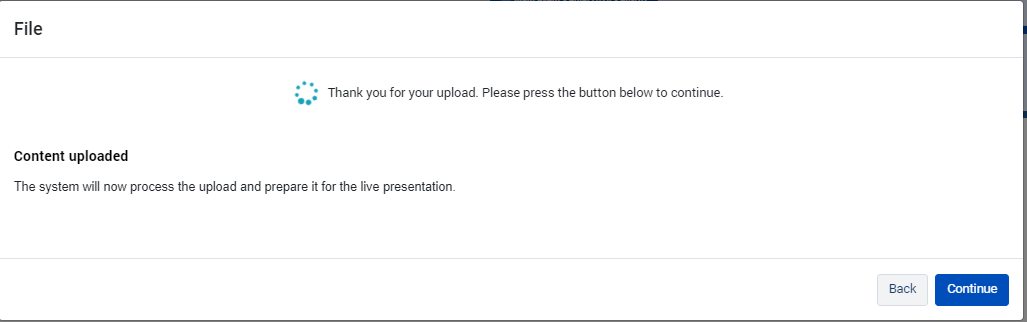 File
Thank you for your upload. Please press the button below to continue.
Content uploaded
The system will now process the upload and prepare it for the live presentation.
Back
Continue